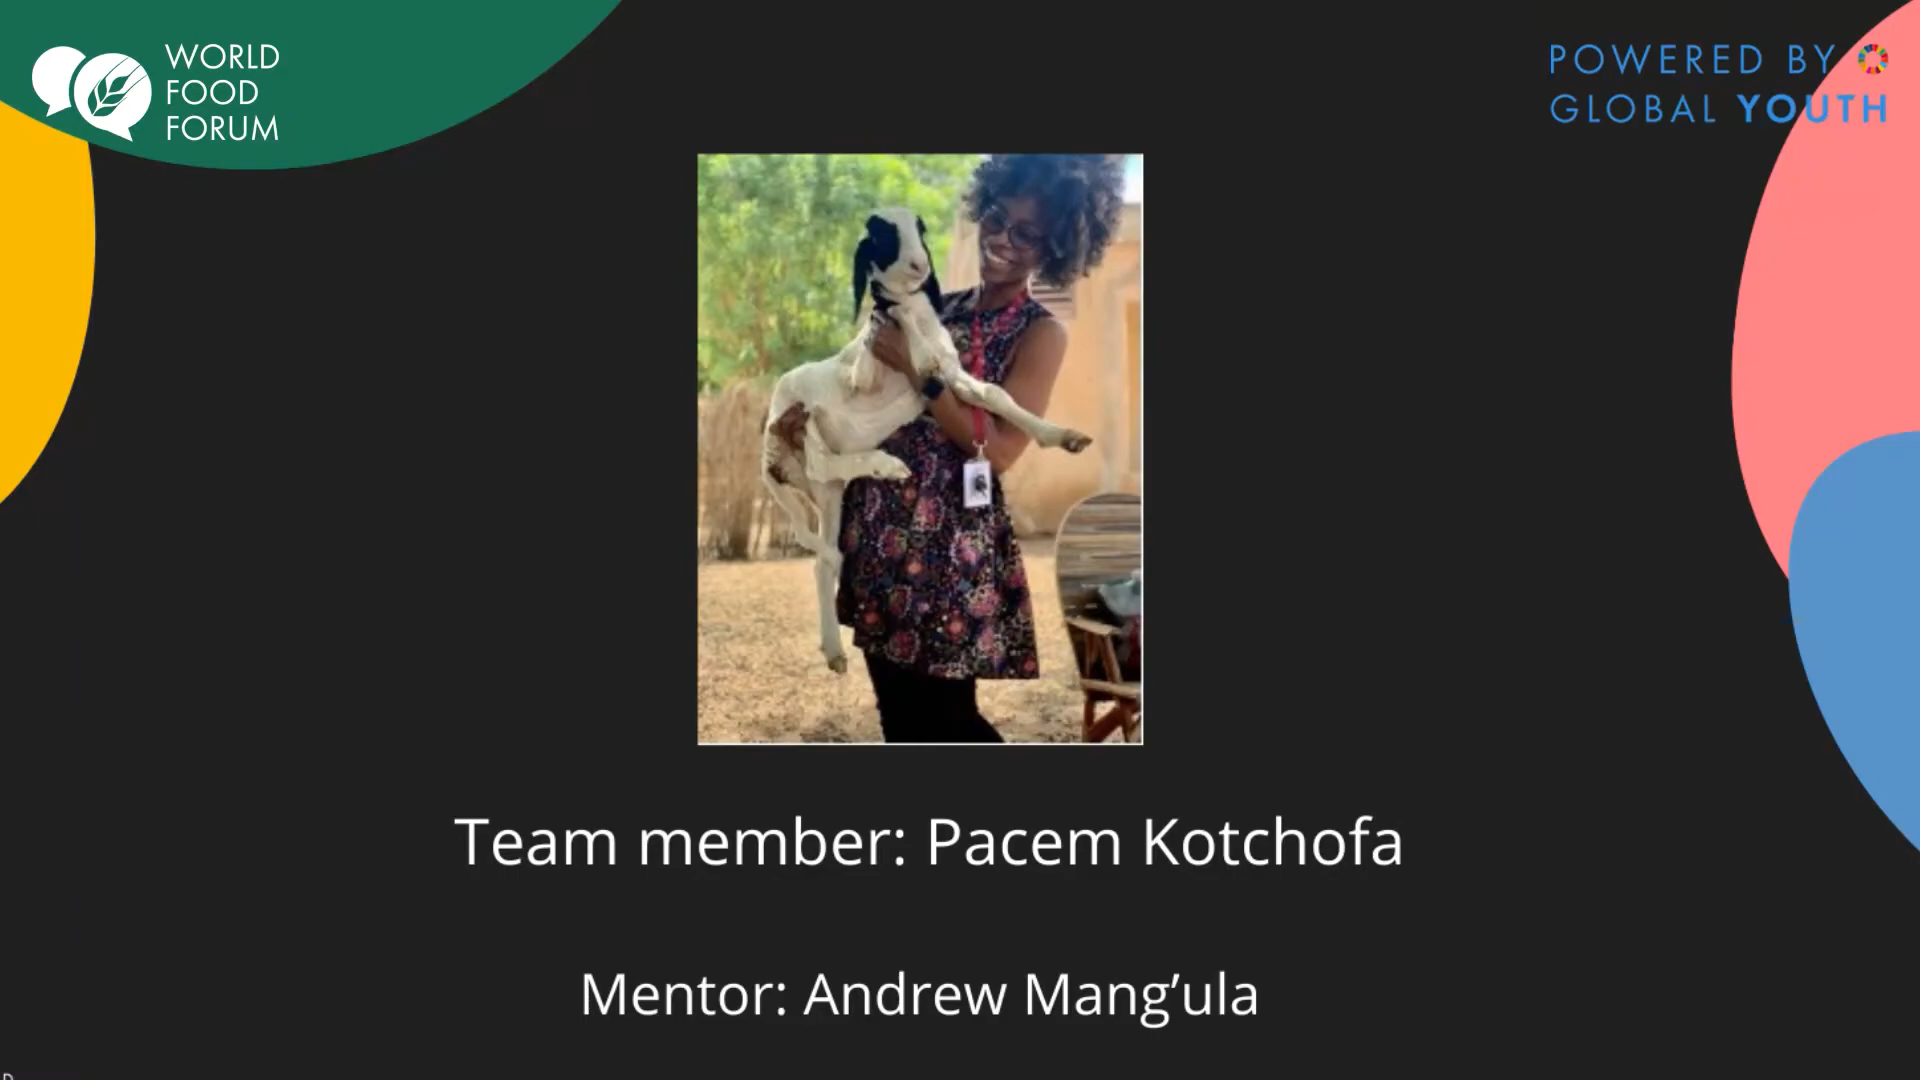 WORLD
FOOD
FORUM
POWERED BY
GLOBAL YOUTH
Team member: Pacem Kotchofa
Mentor: Andrew Mang’ula